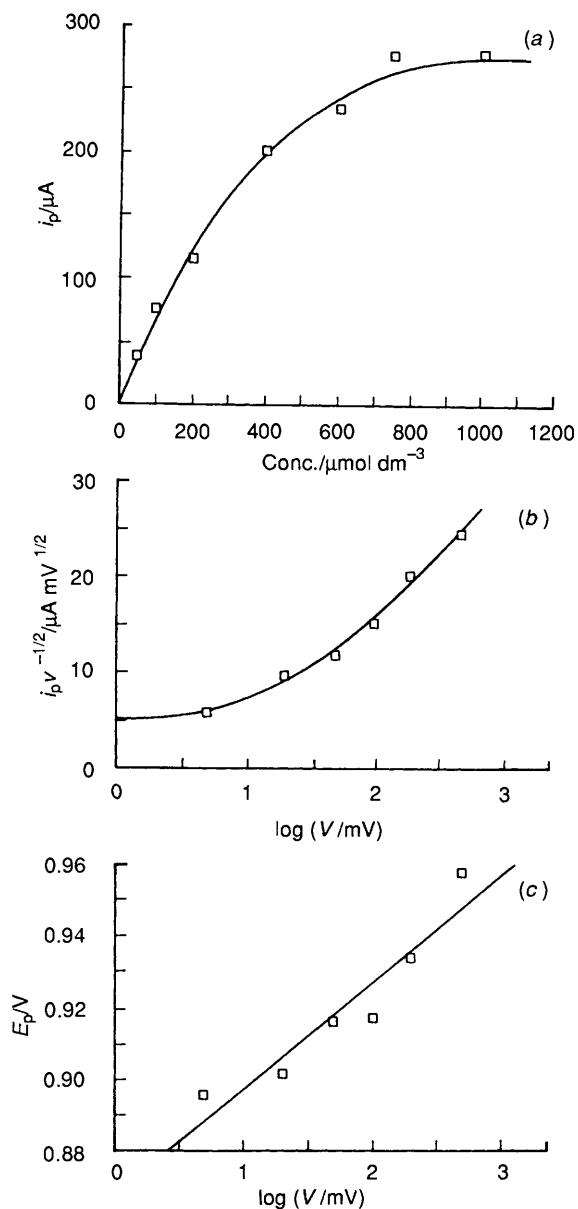 300
(a)
200
i_p/μA
100
0
0 200 400 600 800 1000 1200
Conc./μmol dm⁻³
30
(b)
20
i_p v^{-1/2}/μA mV^{1/2}
10
0
0 1 2 3
log (V/mV)
0.96
(c)
0.94
0.92
E_p/V
0.90
0.88
0 1 2 3
log (V/mV)